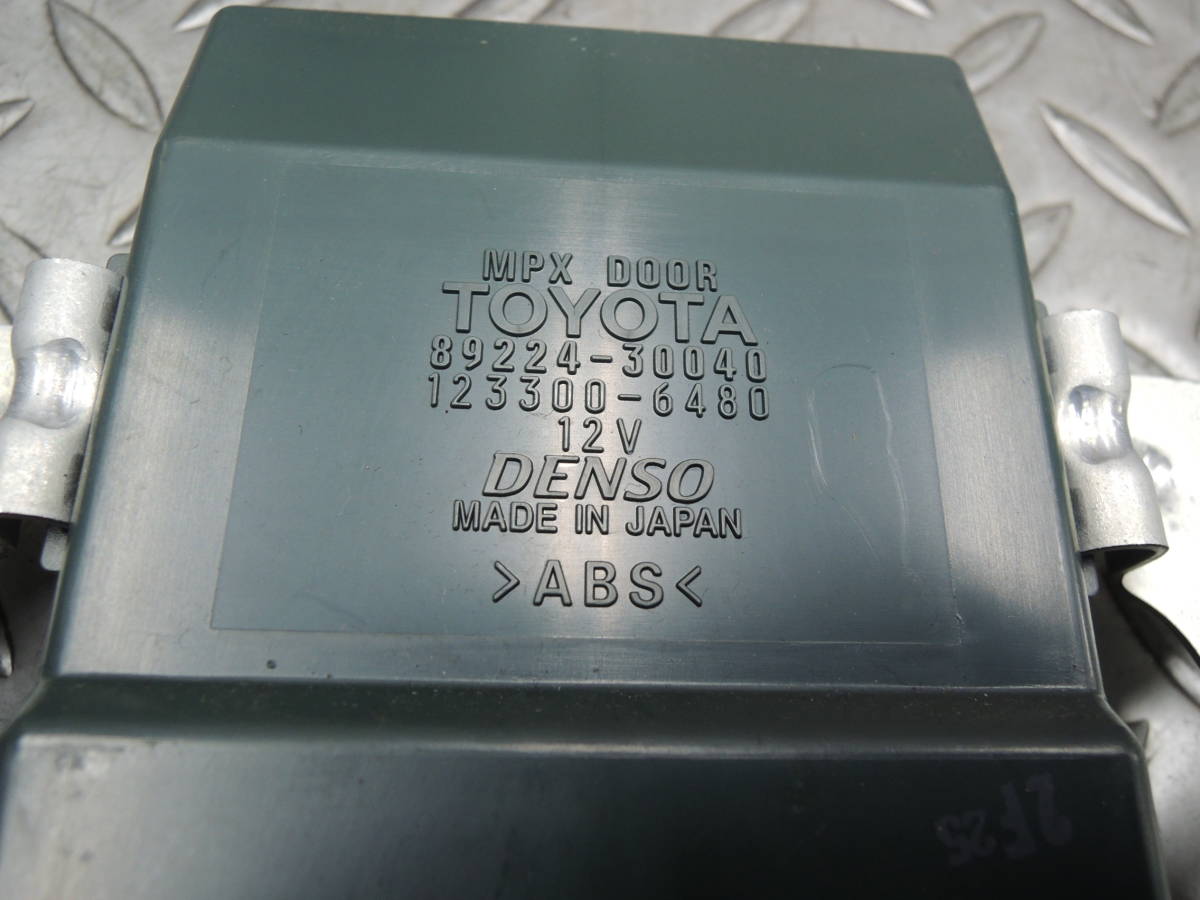 MPX DOOR
TOYOTA
89224-30040
123300-6480
12V
DENSO
MADE IN JAPAN
>ABS<